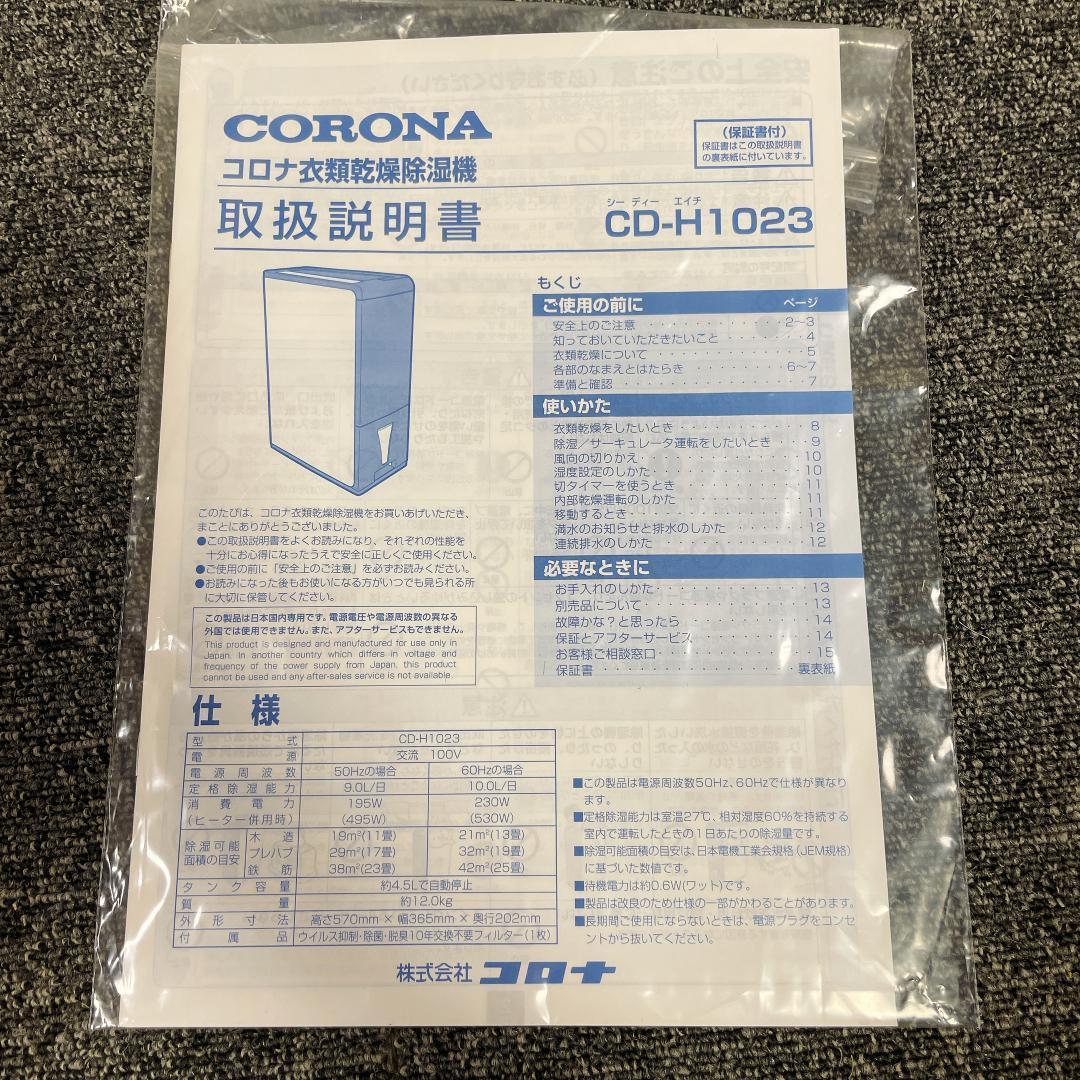 CORONA
コロナ衣類乾燥除湿機
取扱説明書
(保証書付)
保証書はこの取扱説明書
の裏表紙に付いています。
シー ディー エイチ
CD-H1023
もくじ
ご使用の前に ページ
安全上のご注意 ・・・・・・・・・・・ 2～3
知っておいていただきたいこと ・・・・・・・ 4
衣類乾燥について ・・・・・・・・・・・ 5
各部のなまえとはたらき ・・・・・・・・・ 6～7
準備と確認 ・・・・・・・・・・・・・ 7
使いかた
衣類乾燥をしたいとき ・・・・・・・・・・ 8
除湿／サーキュレータ運転をしたいとき ・・・ 9
風向の切りかえ ・・・・・・・・・・・・ 10
湿度設定のしかた ・・・・・・・・・・・ 10
切タイマーを使うとき ・・・・・・・・・・ 11
内部乾燥運転のしかた ・・・・・・・・・・ 11
移動するとき ・・・・・・・・・・・・・ 11
満水のお知らせと排水のしかた ・・・・・・・ 12
連続排水のしかた ・・・・・・・・・・・ 12
必要なときに
お手入れのしかた ・・・・・・・・・・・ 13
別売品について ・・・・・・・・・・・・ 13
故障かな？と思ったら ・・・・・・・・・・ 14
保証とアフターサービス ・・・・・・・・・ 14
お客様ご相談窓口 ・・・・・・・・・・・ 15
保証書 ・・・・・・・・・・・・・・・ 裏表紙
このたびは、コロナ衣類乾燥除湿機をお買いあげいただき、
まことにありがとうございました。
●この取扱説明書をよくお読みになり、それぞれの性能を
十分にお心得になったうえで安全に正しくご使用ください。
●ご使用の前に「安全上のご注意」を必ずお読みください。
●お読みになった後もお使いになる方がいつでも見られる所
に大切に保管してください。
この製品は日本国内専用です。電源電圧や電源周波数の異なる
外国では使用できません。また、アフターサービスもできません。
This product is designed and manufactured for use only in
Japan. In another country which differs in voltage and
frequency of the power supply from Japan, this product
cannot be used and any after-sales service is not available.
仕様
型式 CD-H1023
電源 交流 100V
電源周波数 50Hzの場合 60Hzの場合
定格除湿能力 9.0L/日 10.0L/日
消費電力 195W 230W
(ヒーター併用時) (495W) (530W)
除湿可能面積の目安 木造 19m²(11畳) 21m²(13畳)
プレハブ 29m²(17畳) 32m²(19畳)
鉄筋 38m²(23畳) 42m²(25畳)
タンク容量 約4.5Lで自動停止
質量 約12.0kg
外形寸法 高さ570mm × 幅365mm × 奥行202mm
付属品 ウイルス抑制・除菌・脱臭10年交換不要フィルター(1枚)
■この製品は電源周波数50Hz、60Hzで仕様が異なり
ます。
■定格除湿能力は室温27℃、相対湿度60％を持続する
室内で運転したときの1日あたりの除湿量です。
■除湿可能面積の目安は、日本電機工業会規格(JEM規格)
に基づいた数値です。
■待機電力は約0.6W(ワット)です。
■製品は改良のため仕様の一部がかわることがあります。
■長期間ご使用にならないときは、電源プラグをコンセ
ントから抜いてください。
株式会社 コロナ